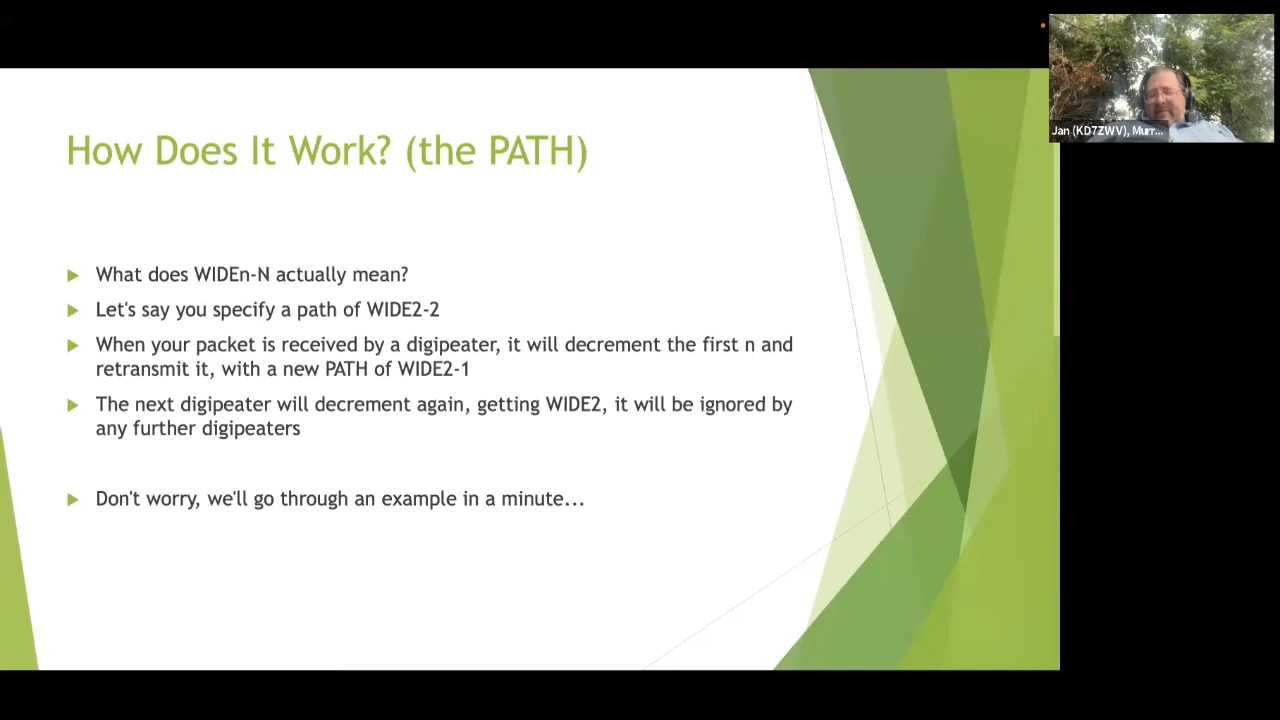 How Does It Work? (the PATH)
What does WIDEn-N actually mean?
Let's say you specify a path of WIDE2-2
When your packet is received by a digipeater, it will decrement the first n and
retransmit it, with a new PATH of WIDE2-1
The next digipeater will decrement again, getting WIDE2, it will be ignored by
any further digipeaters
Don't worry, we'll go through an example in a minute...
Jan (KD7ZWV), Murr...